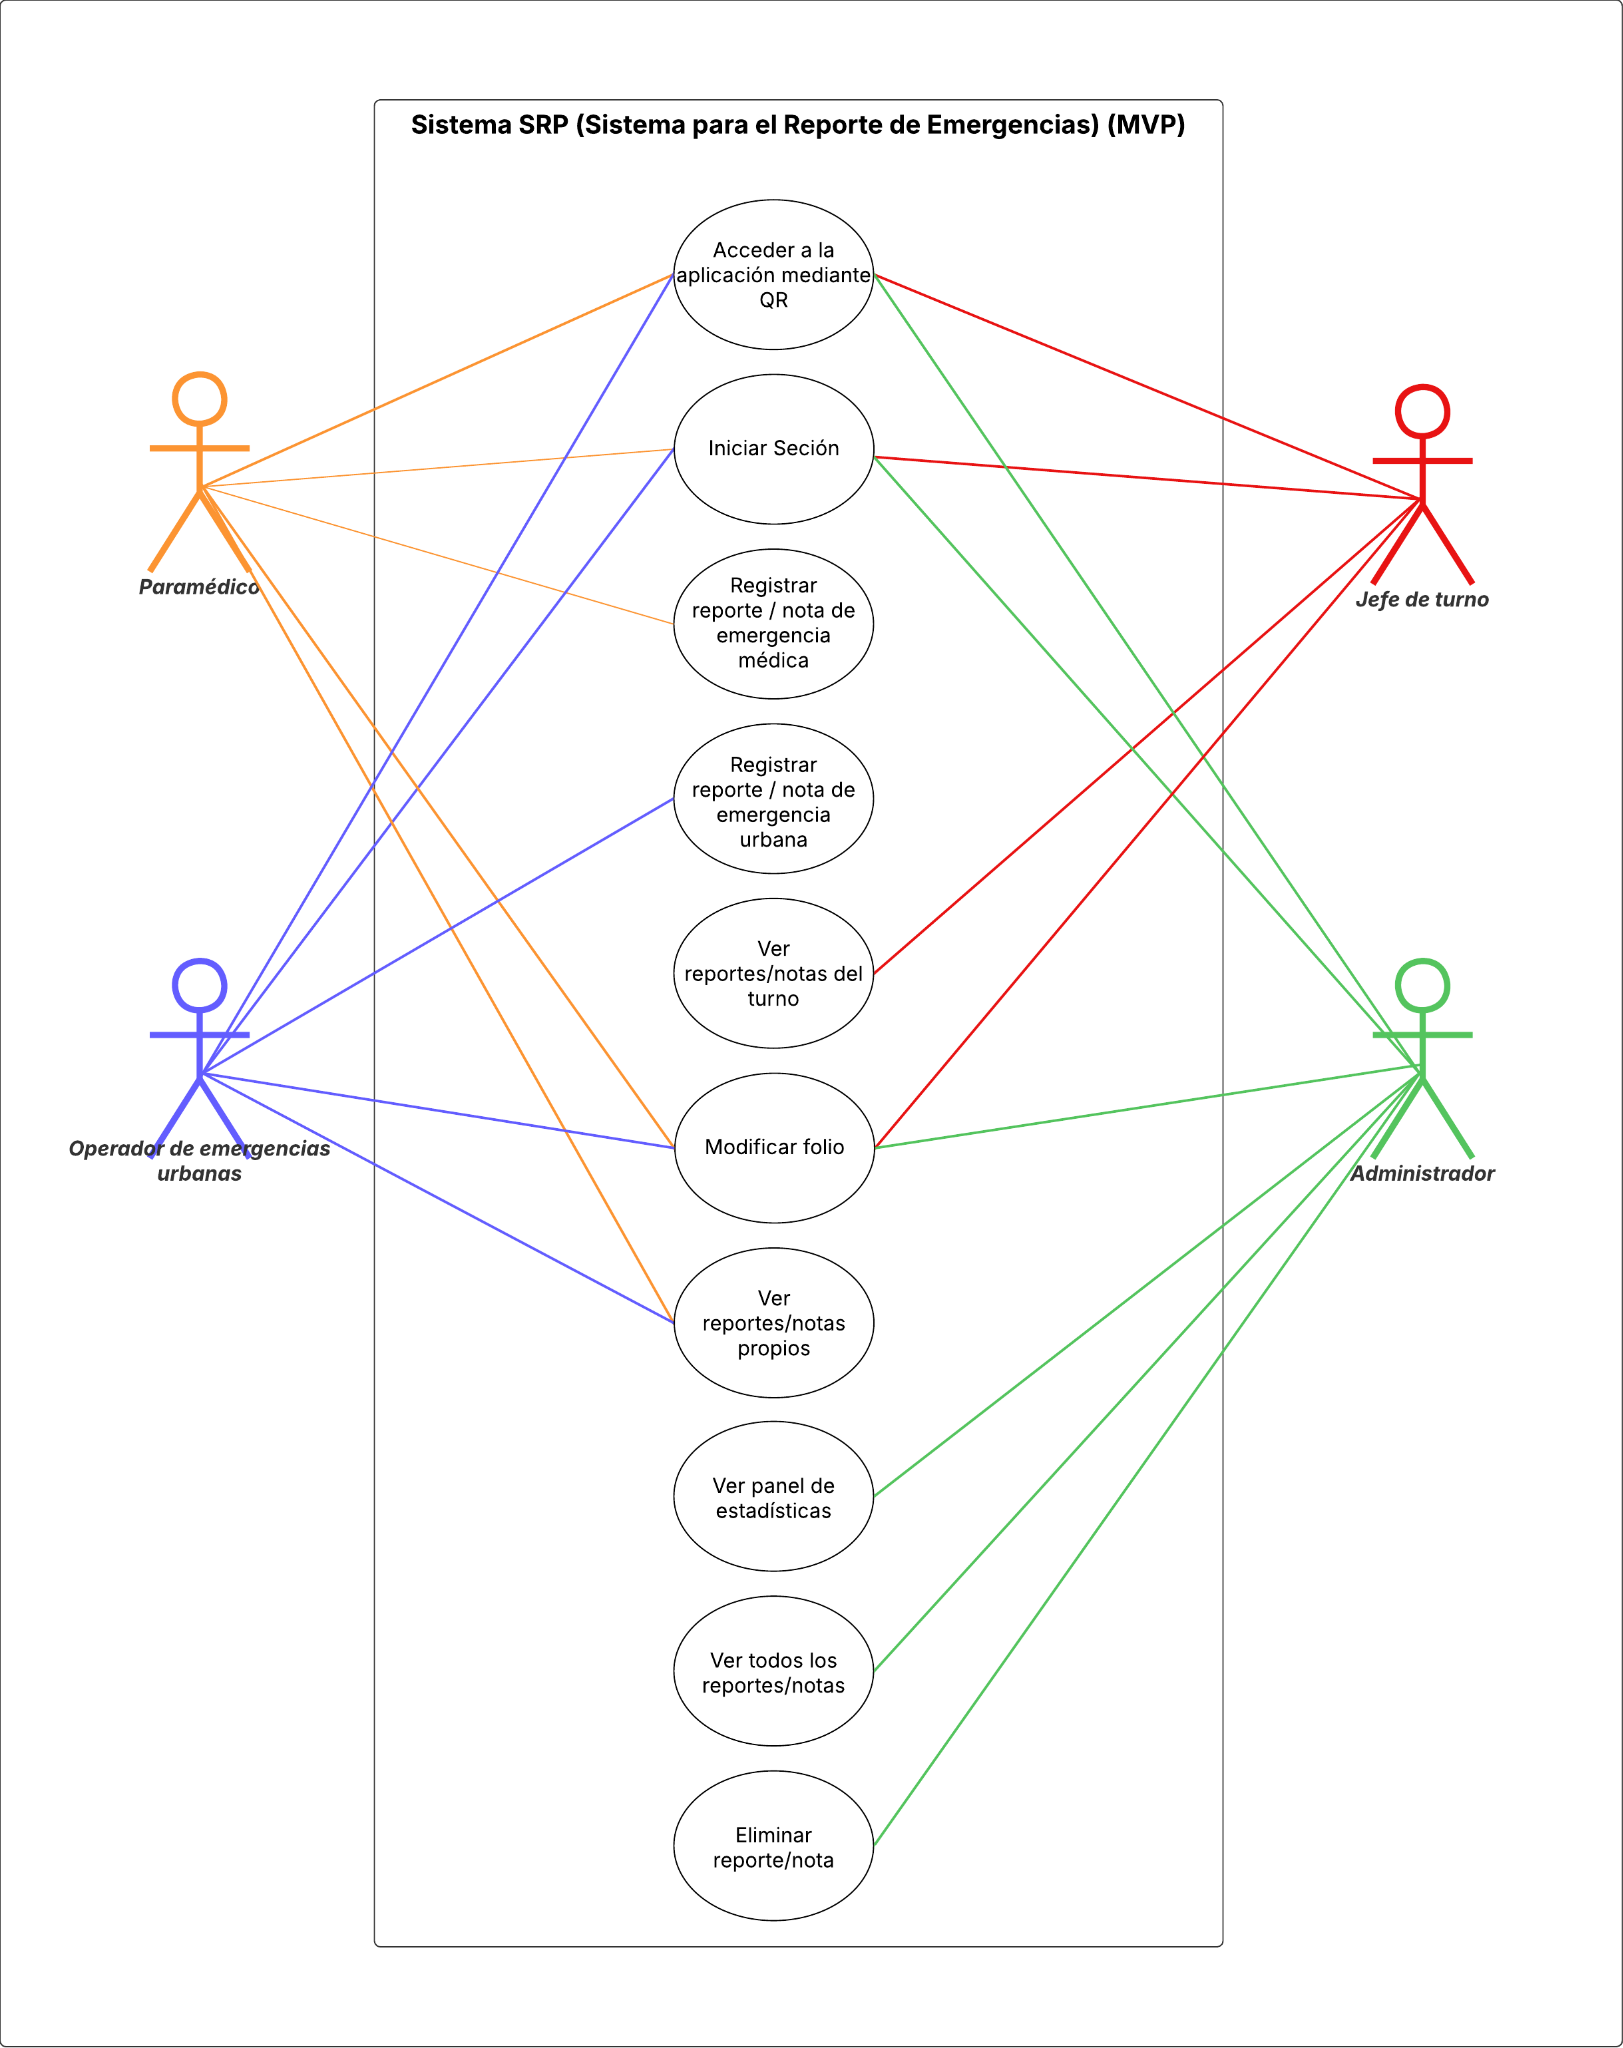 Sistema SRP (Sistema para el Reporte de Emergencias) (MVP)
Acceder a la
aplicación mediante
QR
Iniciar Seción
Registrar
reporte / nota de
emergencia
médica
Registrar
reporte / nota de
emergencia
urbana
Ver
reportes/notas del
turno
Modificar folio
Ver
reportes/notas
propios
Ver panel de
estadísticas
Ver todos los
reportes/notas
Eliminar
reporte/nota
Paramédico
Operador de emergencias
urbanas
Jefe de turno
Administrador